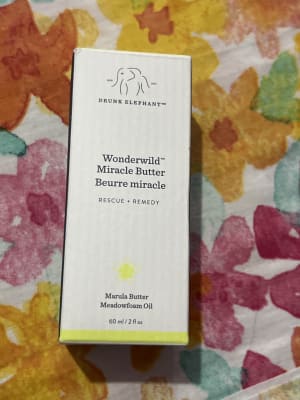 DRUNK ELEPHANT™
Wonderwild™
Miracle Butter
Beurre miracle
RESCUE + REMEDY
Marula Butter
Meadowfoam Oil
60 ml / 2 fl oz